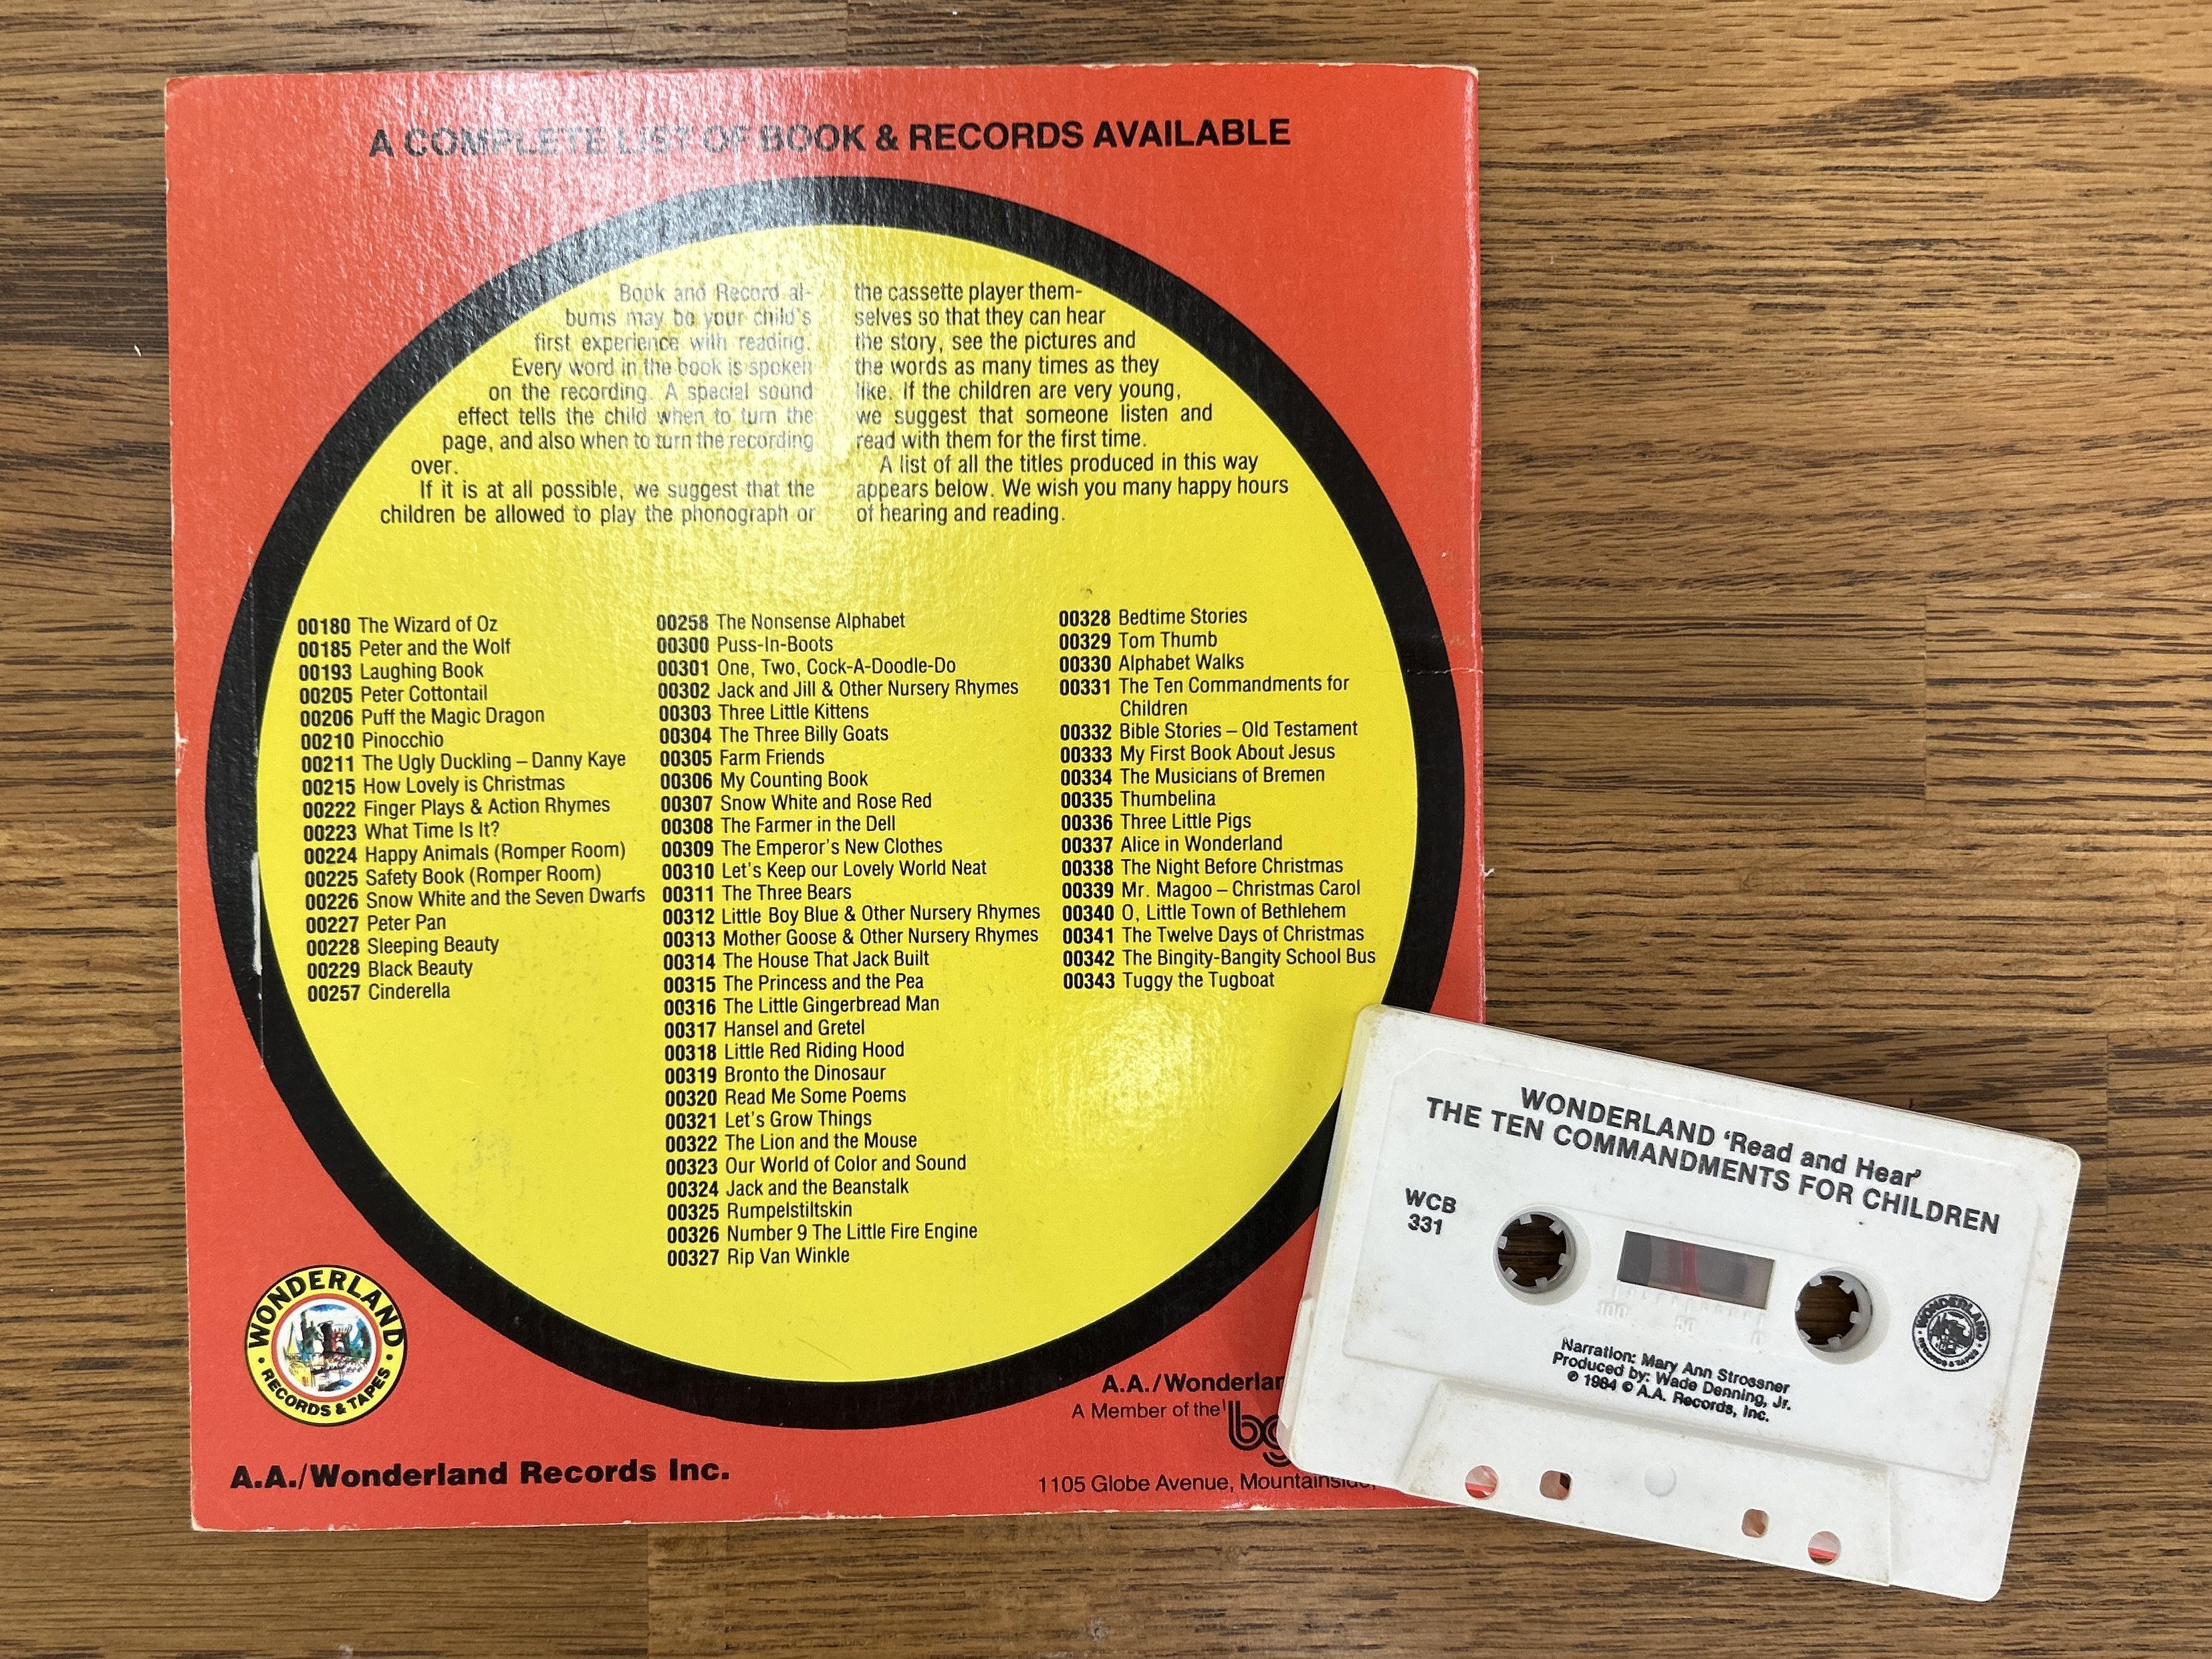 A COMPLETE LIST OF BOOK & RECORDS AVAILABLE
Book and Record al-
bums may be your child's
first experience with reading.
Every word in the book is spoken
on the recording. A special sound
effect tells the child when to turn the
page, and also when to turn the recording
over.
If it is at all possible, we suggest that the
children be allowed to play the phonograph or
the cassette player them-
selves so that they can hear
the story, see the pictures and
the words as many times as they
like. If the children are very young,
we suggest that someone listen and
read with them for the first time.
A list of all the titles produced in this way
appears below. We wish you many happy hours
of hearing and reading.
00180 The Wizard of Oz
00185 Peter and the Wolf
00193 Laughing Book
00205 Peter Cottontail
00206 Puff the Magic Dragon
00210 Pinocchio
00211 The Ugly Duckling – Danny Kaye
00215 How Lovely is Christmas
00222 Finger Plays & Action Rhymes
00223 What Time Is It?
00224 Happy Animals (Romper Room)
00225 Safety Book (Romper Room)
00226 Snow White and the Seven Dwarfs
00227 Peter Pan
00228 Sleeping Beauty
00229 Black Beauty
00257 Cinderella
00258 The Nonsense Alphabet
00300 Puss-In-Boots
00301 One, Two, Cock-A-Doodle-Do
00302 Jack and Jill & Other Nursery Rhymes
00303 Three Little Kittens
00304 The Three Billy Goats
00305 Farm Friends
00306 My Counting Book
00307 Snow White and Rose Red
00308 The Farmer in the Dell
00309 The Emperor's New Clothes
00310 Let's Keep our Lovely World Neat
00311 The Three Bears
00312 Little Boy Blue & Other Nursery Rhymes
00313 Mother Goose & Other Nursery Rhymes
00314 The House That Jack Built
00315 The Princess and the Pea
00316 The Little Gingerbread Man
00317 Hansel and Gretel
00318 Little Red Riding Hood
00319 Bronto the Dinosaur
00320 Read Me Some Poems
00321 Let's Grow Things
00322 The Lion and the Mouse
00323 Our World of Color and Sound
00324 Jack and the Beanstalk
00325 Rumpelstiltskin
00326 Number 9 The Little Fire Engine
00327 Rip Van Winkle
00328 Bedtime Stories
00329 Tom Thumb
00330 Alphabet Walks
00331 The Ten Commandments for
Children
00332 Bible Stories – Old Testament
00333 My First Book About Jesus
00334 The Musicians of Bremen
00335 Thumbelina
00336 Three Little Pigs
00337 Alice in Wonderland
00338 The Night Before Christmas
00339 Mr. Magoo – Christmas Carol
00340 O, Little Town of Bethlehem
00341 The Twelve Days of Christmas
00342 The Bingity-Bangity School Bus
00343 Tuggy the Tugboat
WONDERLAND
RECORDS & TAPES
A.A./Wonderland Records Inc.
A.A./Wonderlan
A Member of the
bg
1105 Globe Avenue, Mountainside,
WONDERLAND 'Read and Hear'
THE TEN COMMANDMENTS FOR CHILDREN
WCB
331
100 50 0
WONDERLAND
RECORDS & TAPES
Narration: Mary Ann Strossner
Produced by: Wade Denning, Jr.
℗ 1984 © A.A. Records, Inc.